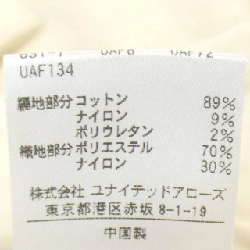 UAF134
織地部分 コットン 89%
ナイロン 9%
ポリウレタン 2%
織地部分 ポリエステル 70%
ナイロン 30%
株式会社 ユナイテッドアローズ
東京都港区赤坂 8-1-19
中国製